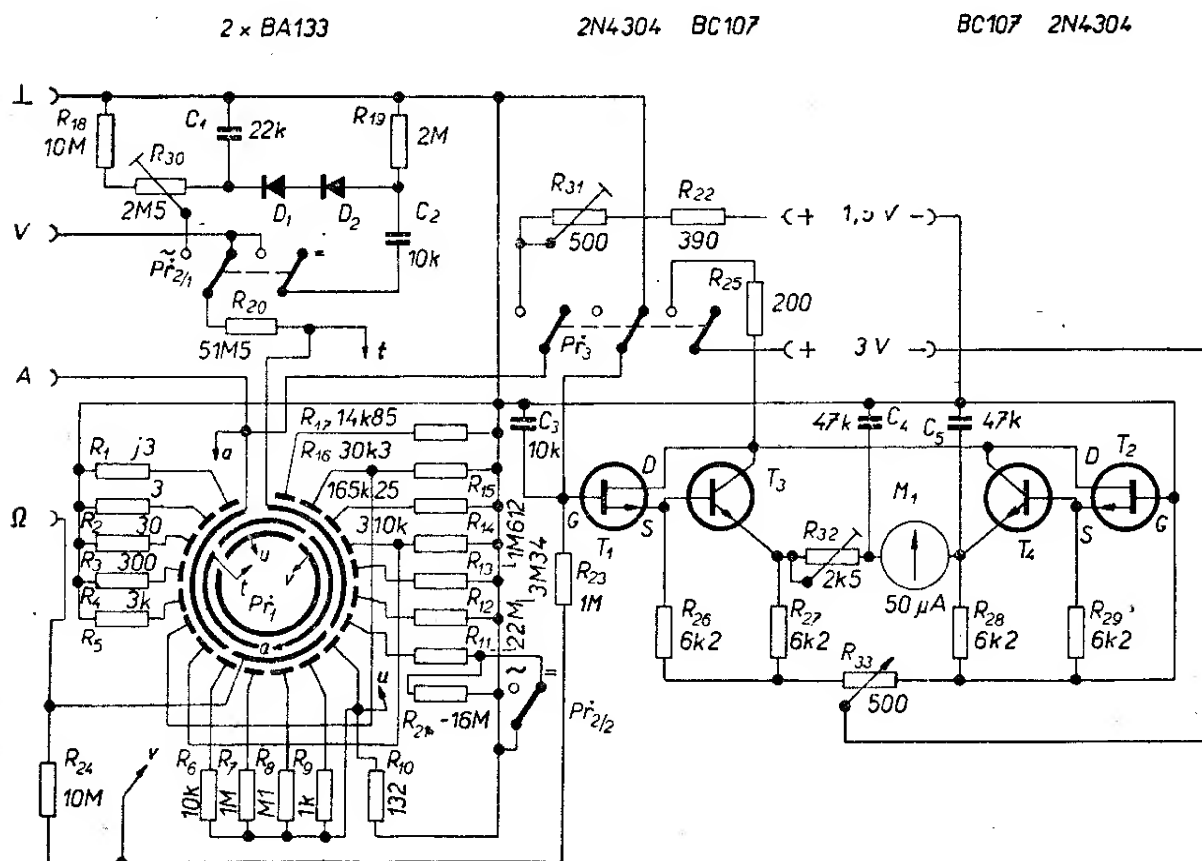 2 x BA133 2N4304 BC107 BC107 2N4304
⊥
R18
10M
C1
22k
R19
2M
R30
2M5
D1 D2
C2
10k
V
~
=
Př2/1
R20
51M5
t
R31
500
R22
390
+ 1,5 V -
R25
200
Př3
+ 3 V -
A
a
R17 14k85
R16 30k3
165k25
310k
R15
R14
R13
R12
R11
1M612
3M34
22M
C3
10k
R1 j3
3
R2 30
R3 300
R4 3k
R5
Ω
u
v
t
Př1
a
u
G D S
T1
T3
R23
1M
47k C4
C5 47k
M1
50 µA
R32
2k5
D T2
S G
T4
R26
6k2
R27
6k2
R28
6k2
R29
6k2
R33
500
~
=
Př2/2
-16M
R24
10M
v
R6
10k
R7
1M
R8
M1
R9
1k
R10
132